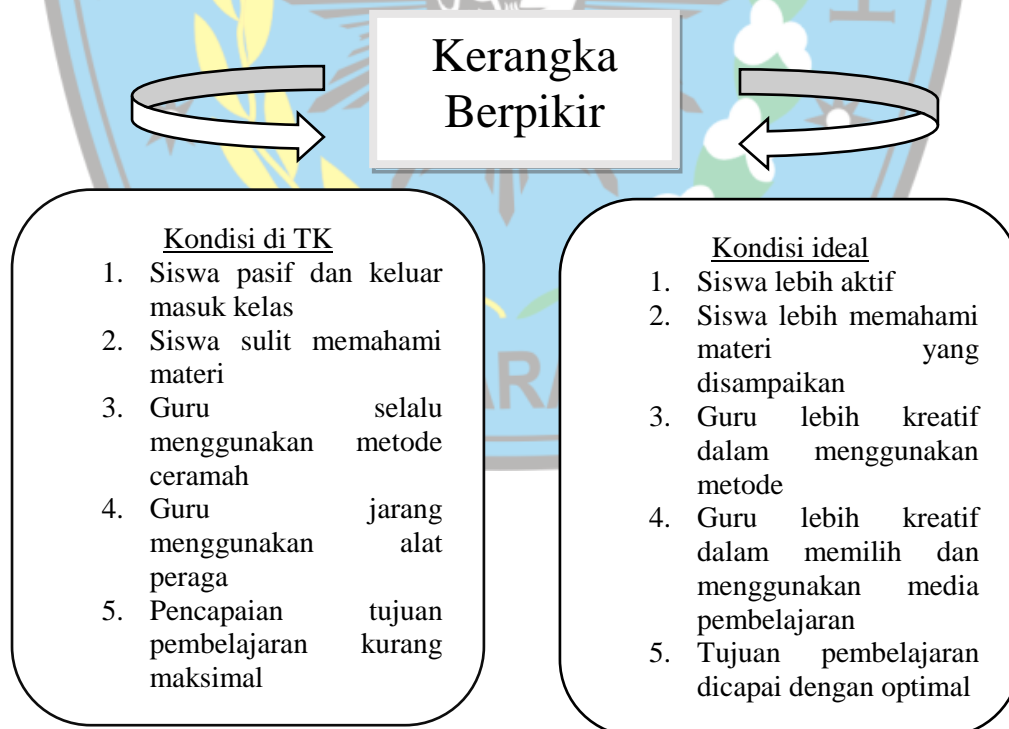 Kerangka
Berpikir
Kondisi di TK
1. Siswa pasif dan keluar
masuk kelas
2. Siswa sulit memahami
materi
3. Guru selalu
menggunakan metode
ceramah
4. Guru jarang
menggunakan alat
peraga
5. Pencapaian tujuan
pembelajaran kurang
maksimal
Kondisi ideal
1. Siswa lebih aktif
2. Siswa lebih memahami
materi yang
disampaikan
3. Guru lebih kreatif
dalam menggunakan
metode
4. Guru lebih kreatif
dalam memilih dan
menggunakan media
pembelajaran
5. Tujuan pembelajaran
dicapai dengan optimal